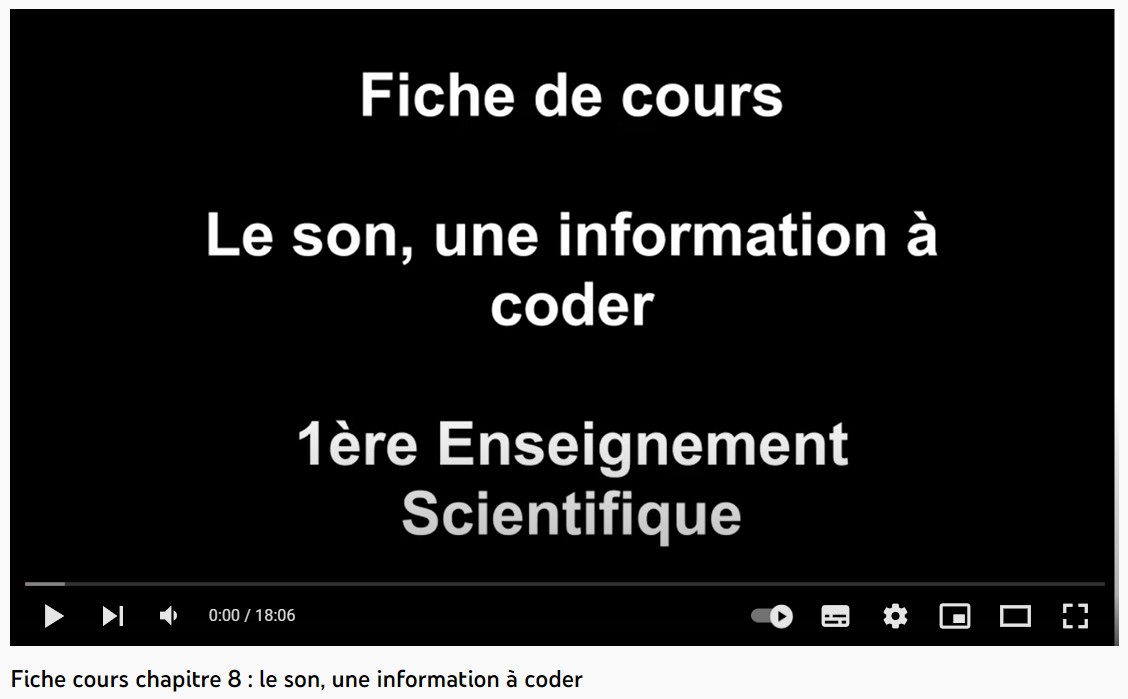 Fiche de cours
Le son, une information à
coder
1ère Enseignement
Scientifique
0:00 / 18:06
Fiche cours chapitre 8 : le son, une information à coder